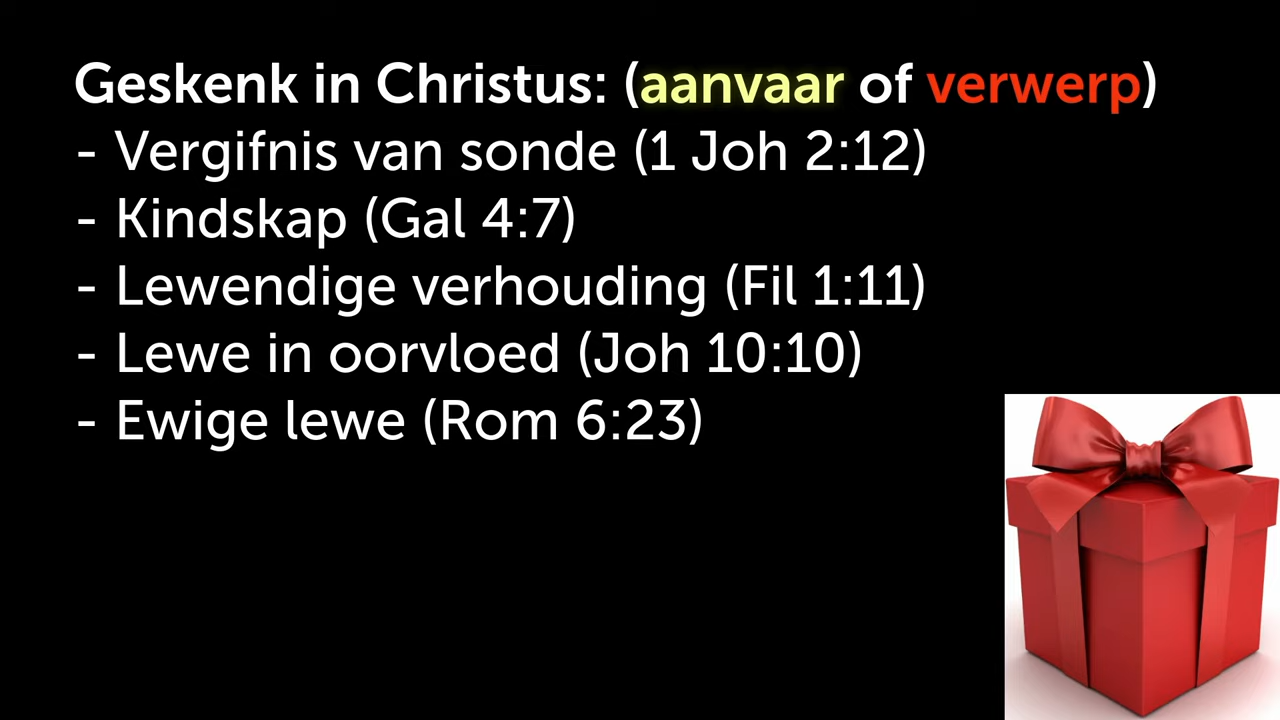 Geskenk in Christus: (aanvaar of verwerp)
- Vergifnis van sonde (1 Joh 2:12)
- Kindskap (Gal 4:7)
- Lewendige verhouding (Fil 1:11)
- Lewe in oorvloed (Joh 10:10)
- Ewige lewe (Rom 6:23)